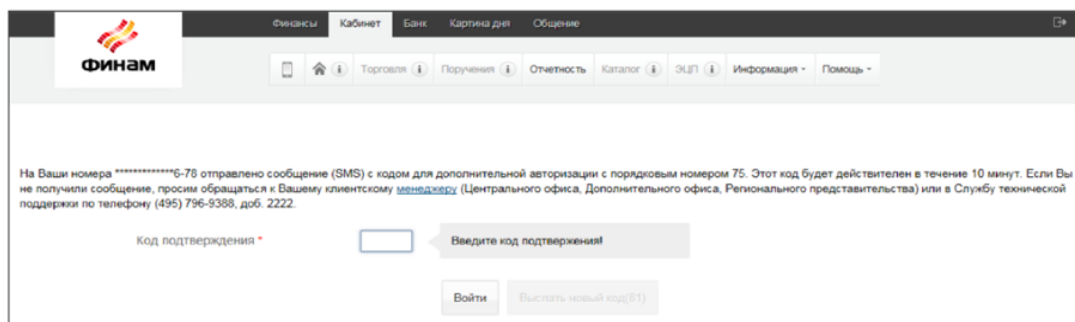 Финансы Кабинет Банк Картина дня Общение
ФИНАМ
Торговля i Поручения i Отчетность Каталог i ЭЦП i Информация Помощь
На Ваши номера *************6-78 отправлено сообщение (SMS) с кодом для дополнительной авторизации с порядковым номером 75. Этот код будет действителен в течение 10 минут. Если Вы
не получили сообщение, просим обращаться к Вашему клиентскому менеджеру (Центрального офиса, Дополнительного офиса, Регионального представительства) или в Службу технической
поддержки по телефону (495) 796-9388, доб. 2222.
Код подтверждения * Введите код подтвержения!
Войти Выслать новый код(61)